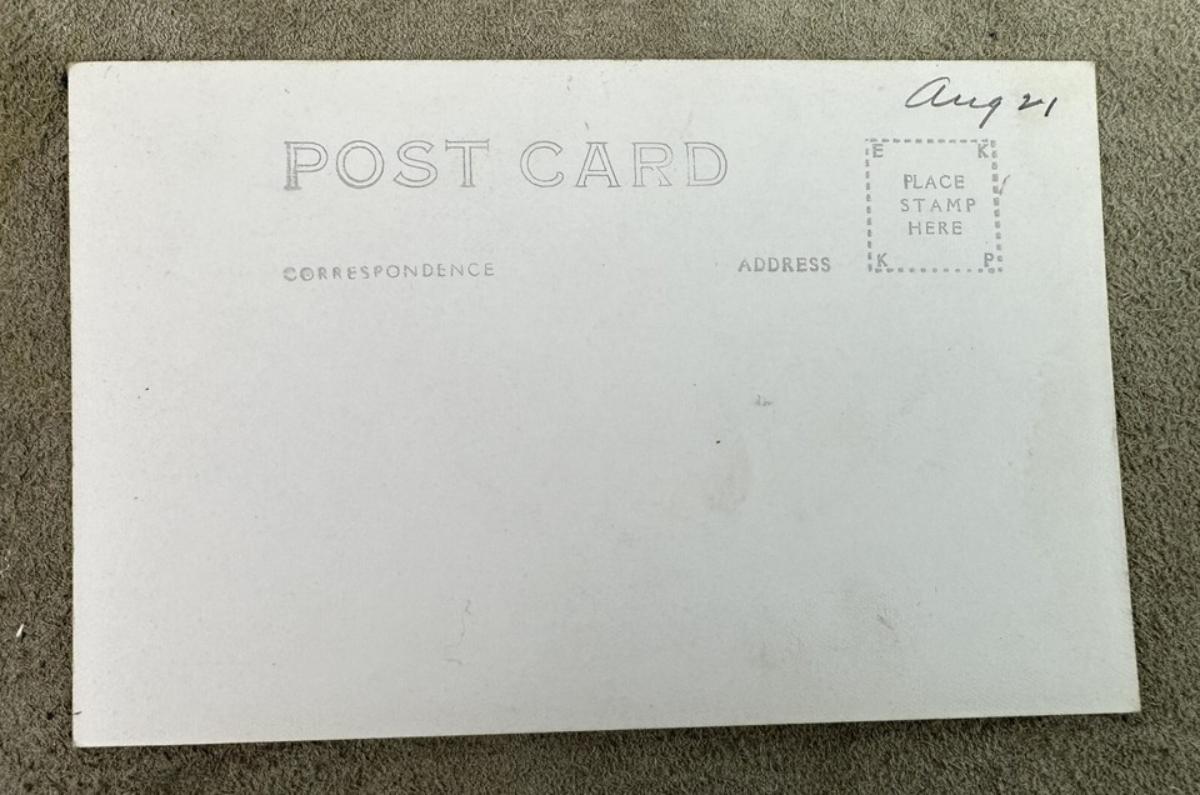 Aug 21
POST CARD
E K
PLACE
STAMP
HERE
K P
CORRESPONDENCE
ADDRESS